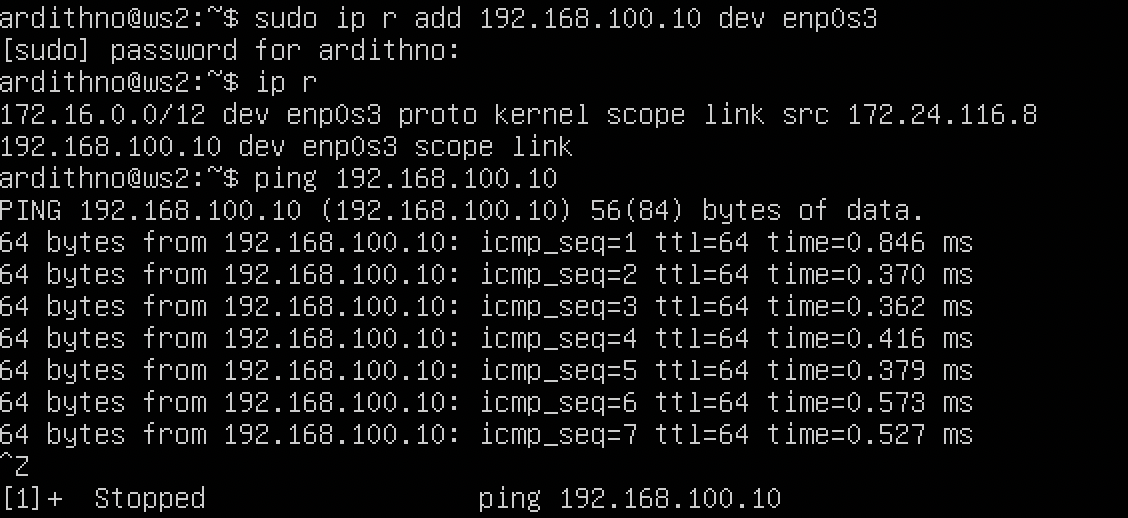 ardithno@ws2:~$ sudo ip r add 192.168.100.10 dev enp0s3
[sudo] password for ardithno:
ardithno@ws2:~$ ip r
172.16.0.0/12 dev enp0s3 proto kernel scope link src 172.24.116.8
192.168.100.10 dev enp0s3 scope link
ardithno@ws2:~$ ping 192.168.100.10
PING 192.168.100.10 (192.168.100.10) 56(84) bytes of data.
64 bytes from 192.168.100.10: icmp_seq=1 ttl=64 time=0.846 ms
64 bytes from 192.168.100.10: icmp_seq=2 ttl=64 time=0.370 ms
64 bytes from 192.168.100.10: icmp_seq=3 ttl=64 time=0.362 ms
64 bytes from 192.168.100.10: icmp_seq=4 ttl=64 time=0.416 ms
64 bytes from 192.168.100.10: icmp_seq=5 ttl=64 time=0.379 ms
64 bytes from 192.168.100.10: icmp_seq=6 ttl=64 time=0.573 ms
64 bytes from 192.168.100.10: icmp_seq=7 ttl=64 time=0.527 ms
^Z
[1]+  Stopped                 ping 192.168.100.10